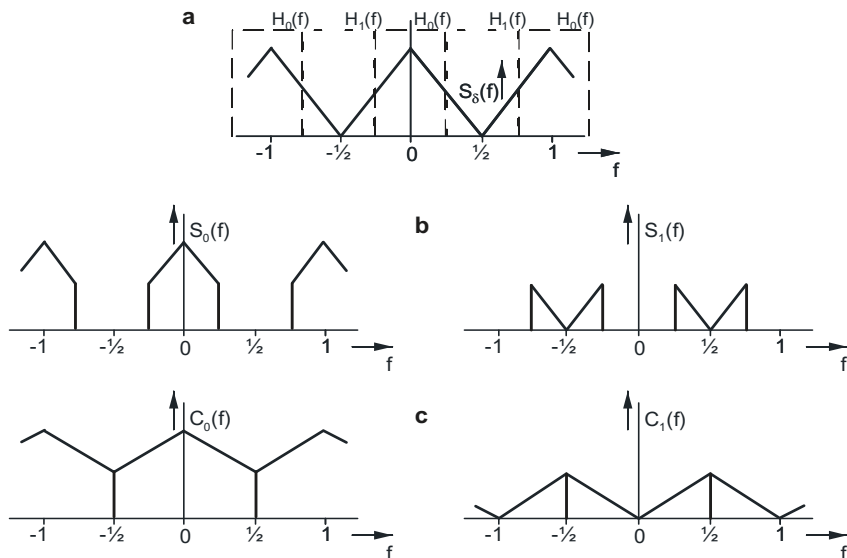 a
H₀(f) H₁(f) H₀(f) H₁(f) H₀(f)
S_δ(f)
-1 -½ 0 ½ 1
f
b
S₀(f) S₁(f)
-1 -½ 0 ½ 1 -1 -½ 0 ½ 1
f f
c
C₀(f) C₁(f)
-1 -½ 0 ½ 1 -1 -½ 0 ½ 1
f f